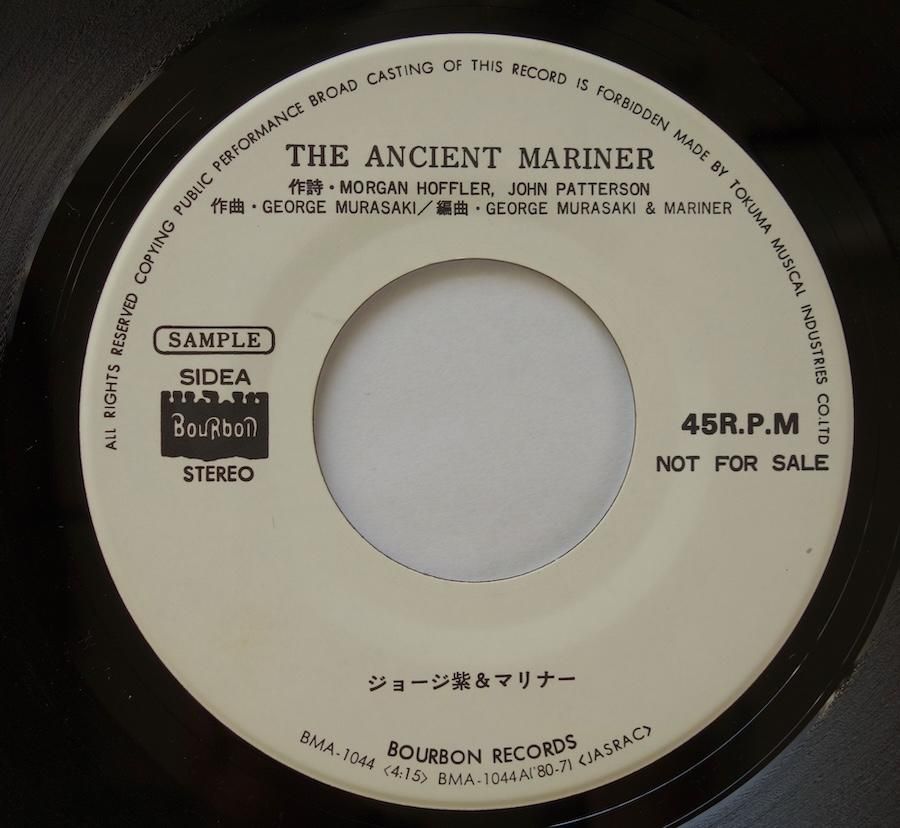 ALL RIGHTS RESERVED COPYING PUBLIC PERFORMANCE BROAD CASTING OF THIS RECORD IS FORBIDDEN MADE BY TOKUMA MUSICAL INDUSTRIES CO.LTD
THE ANCIENT MARINER
作詩・MORGAN HOFFLER, JOHN PATTERSON
作曲・GEORGE MURASAKI/編曲・GEORGE MURASAKI & MARINER
SAMPLE
SIDEA
BouRbon
STEREO
45R.P.M
NOT FOR SALE
ジョージ紫&マリナー
BOURBON RECORDS
BMA-1044 <4:15> BMA-1044A('80-7) <JASRAC>